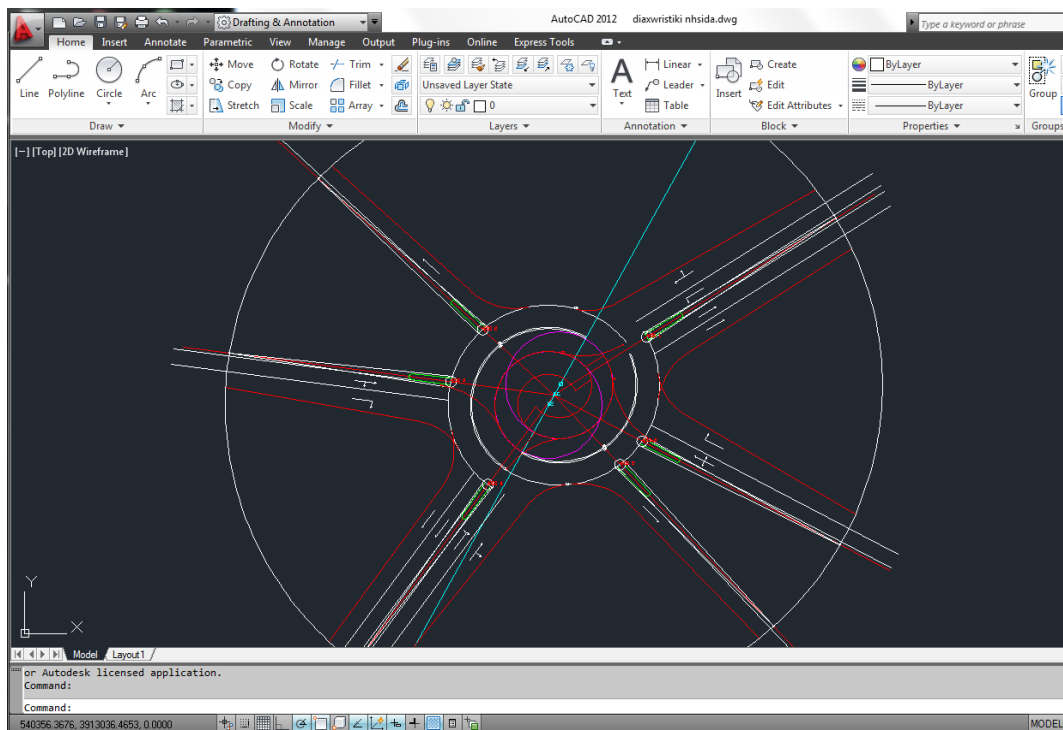 Drafting & Annotation
AutoCAD 2012 diaxwristiki nhsida.dwg
Type a keyword or phrase
Home Insert Annotate Parametric View Manage Output Plug-ins Online Express Tools
Line Polyline Circle Arc
Move Rotate Trim
Copy Mirror Fillet
Stretch Scale Array
Unsaved Layer State
0
Text
Linear
Leader
Table
Insert
Create
Edit
Edit Attributes
ByLayer
ByLayer
ByLayer
Group
Draw Modify Layers Annotation Block Properties Groups
[−] [Top] [2D Wireframe]
Y
X
Model Layout1
or Autodesk licensed application.
Command:
Command:
540356.3676, 3913036.4653, 0.0000
MODEL